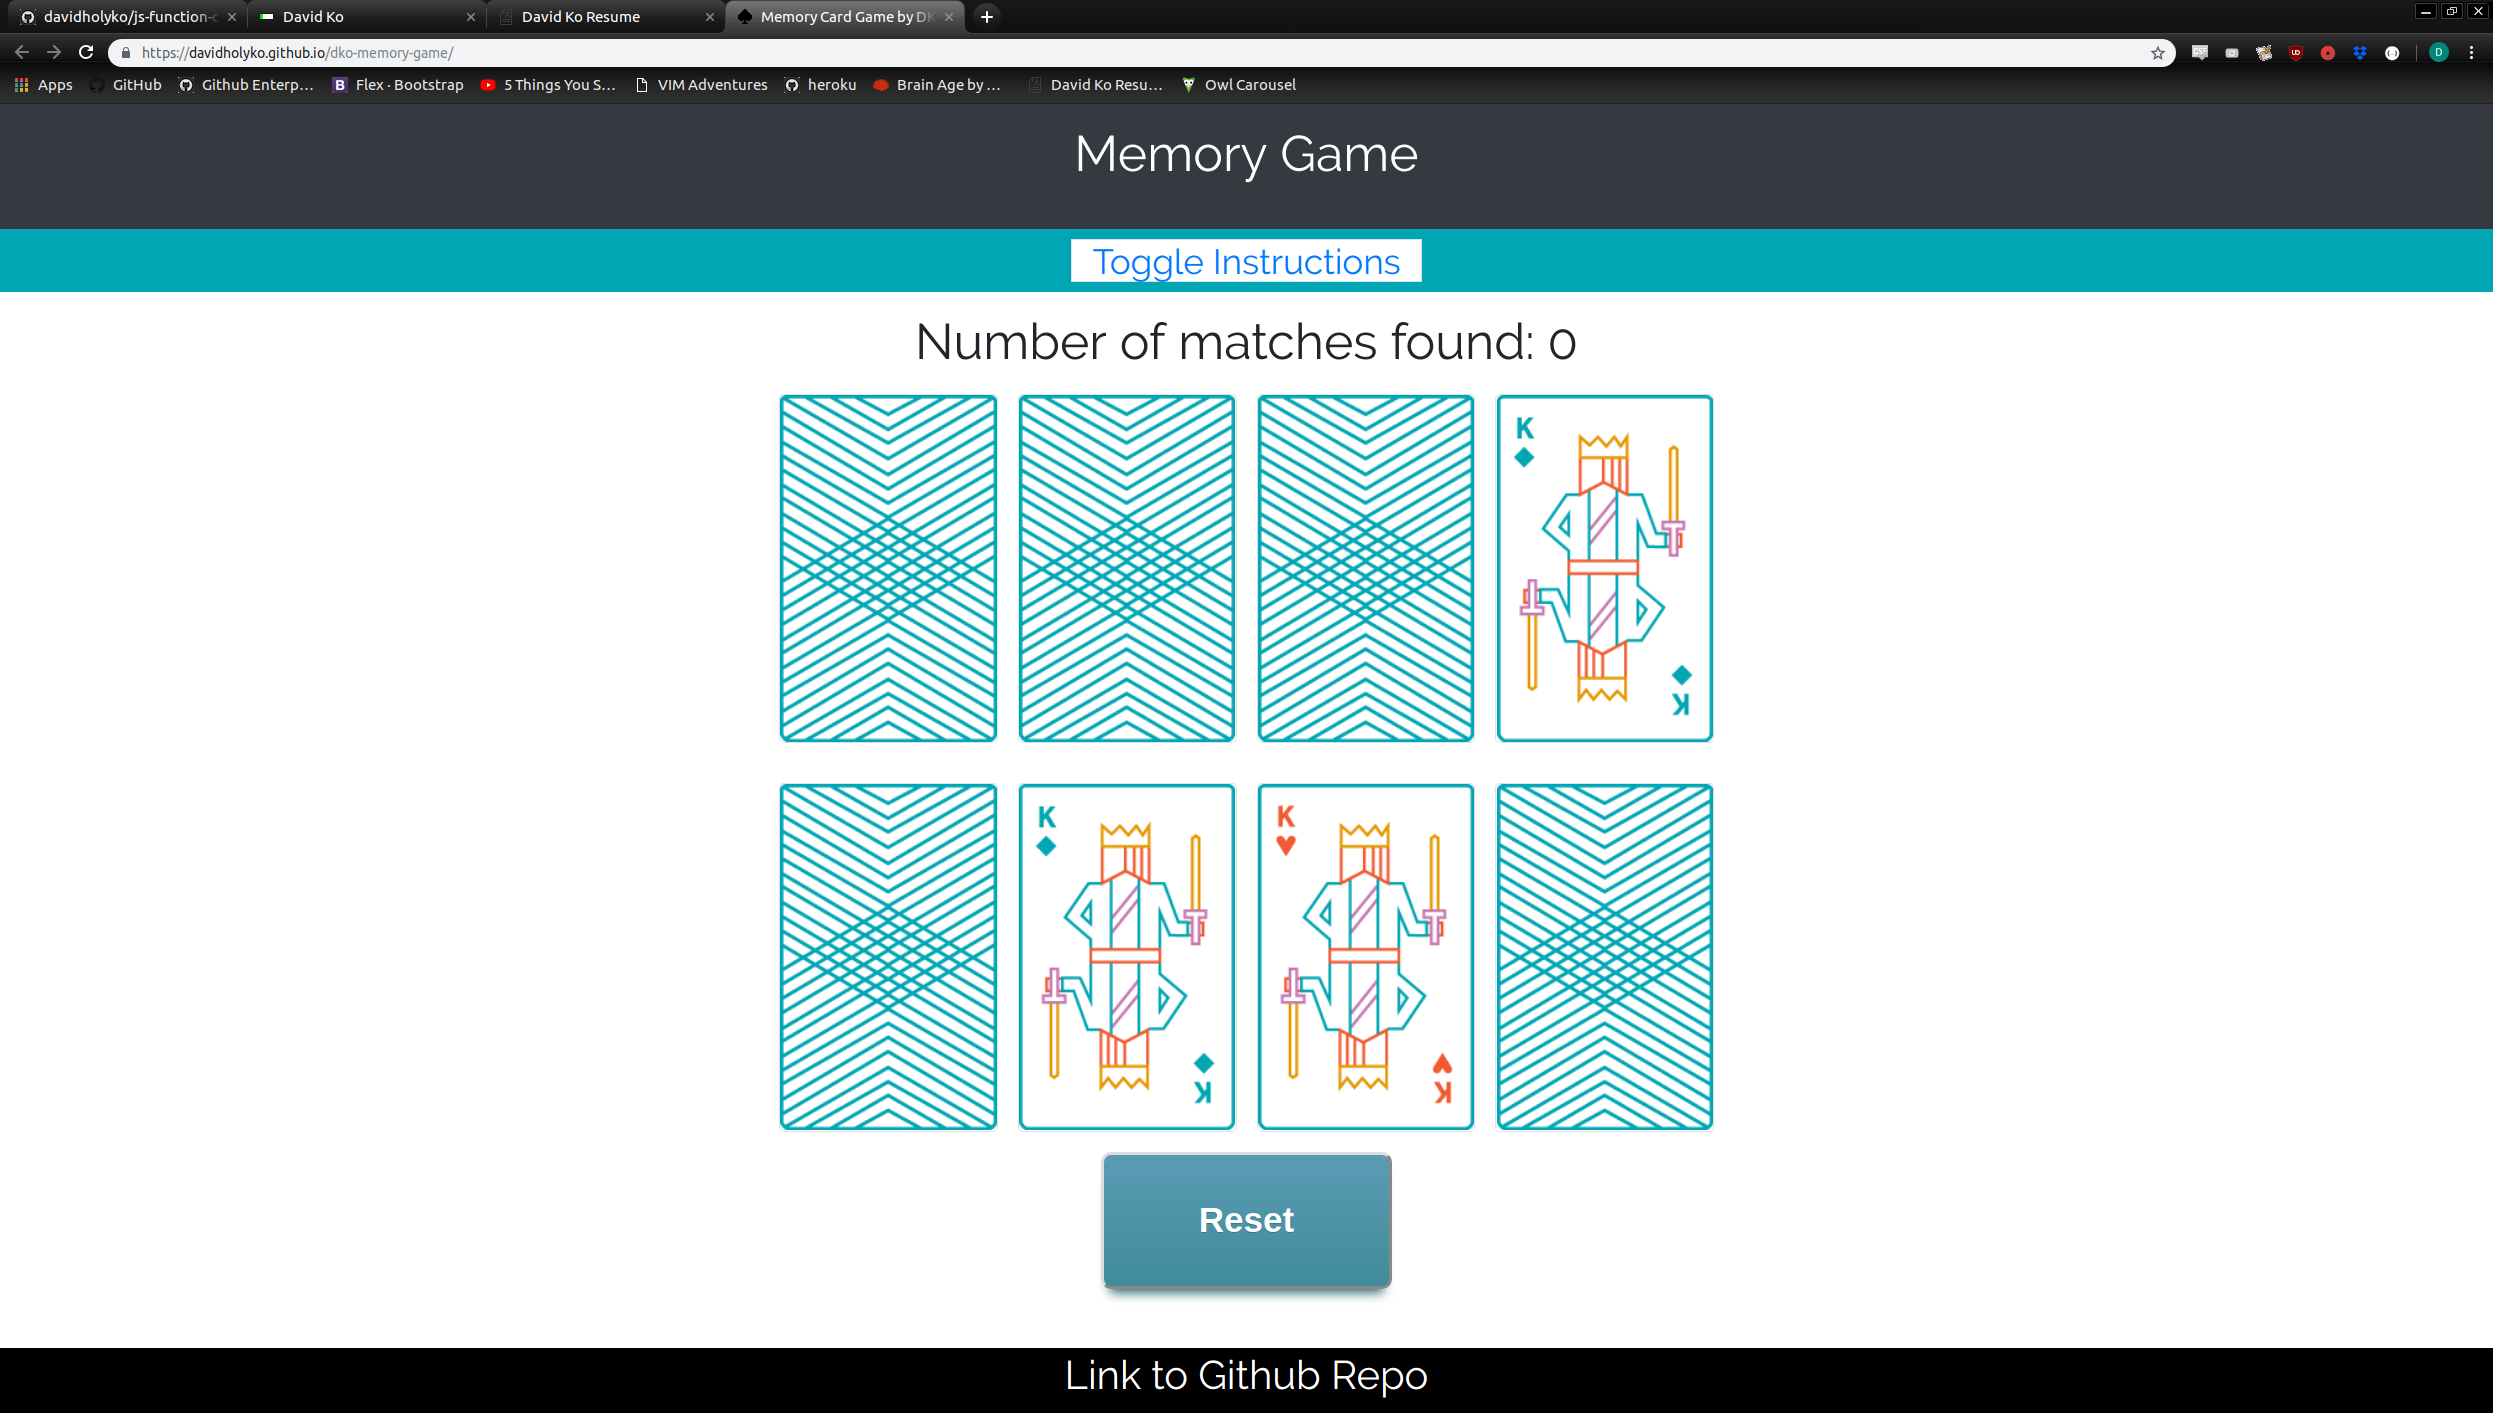 davidholyko/js-function-c
David Ko
David Ko Resume
Memory Card Game by DK
https://davidholyko.github.io/dko-memory-game/
D
Apps
GitHub
Github Enterp...
B
Flex · Bootstrap
5 Things You S...
VIM Adventures
heroku
Brain Age by ...
David Ko Resu...
Owl Carousel
Memory Game
Toggle Instructions
Number of matches found: 0
K
K
K
K
K
K
Reset
Link to Github Repo